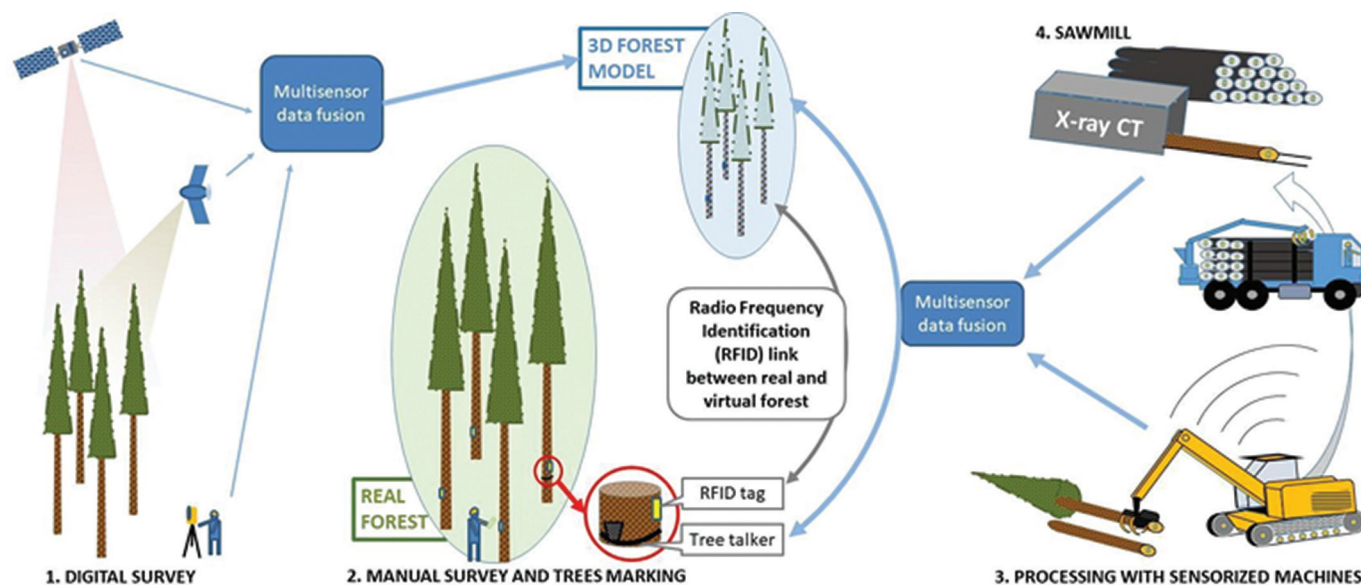 Multisensor
data fusion
3D FOREST
MODEL
4. SAWMILL
X-ray CT
Radio Frequency
Identification
(RFID) link
between real and
virtual forest
Multisensor
data fusion
REAL
FOREST
RFID tag
Tree talker
1. DIGITAL SURVEY
2. MANUAL SURVEY AND TREES MARKING
3. PROCESSING WITH SENSORIZED MACHINES